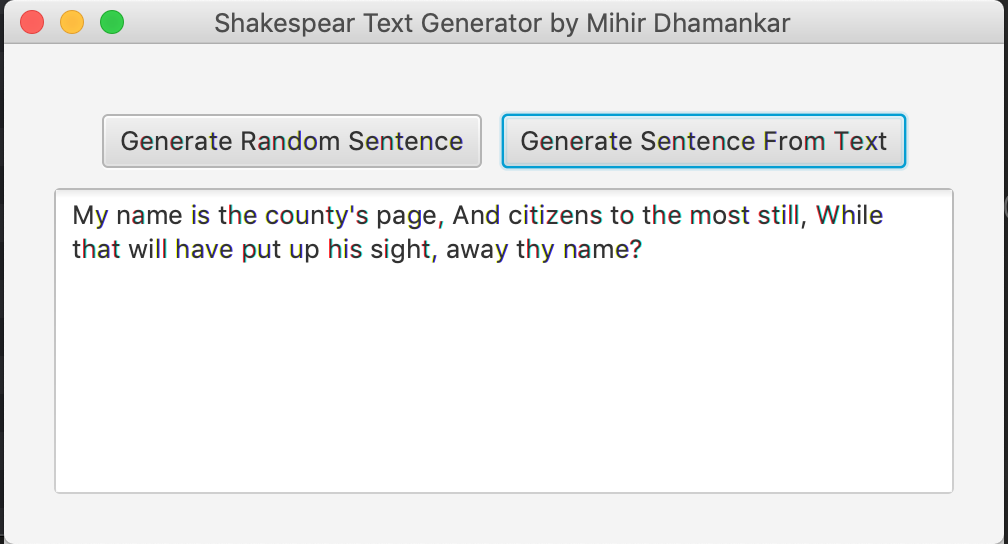 Shakespear Text Generator by Mihir Dhamankar
Generate Random Sentence
Generate Sentence From Text
My name is the county's page, And citizens to the most still, While
that will have put up his sight, away thy name?